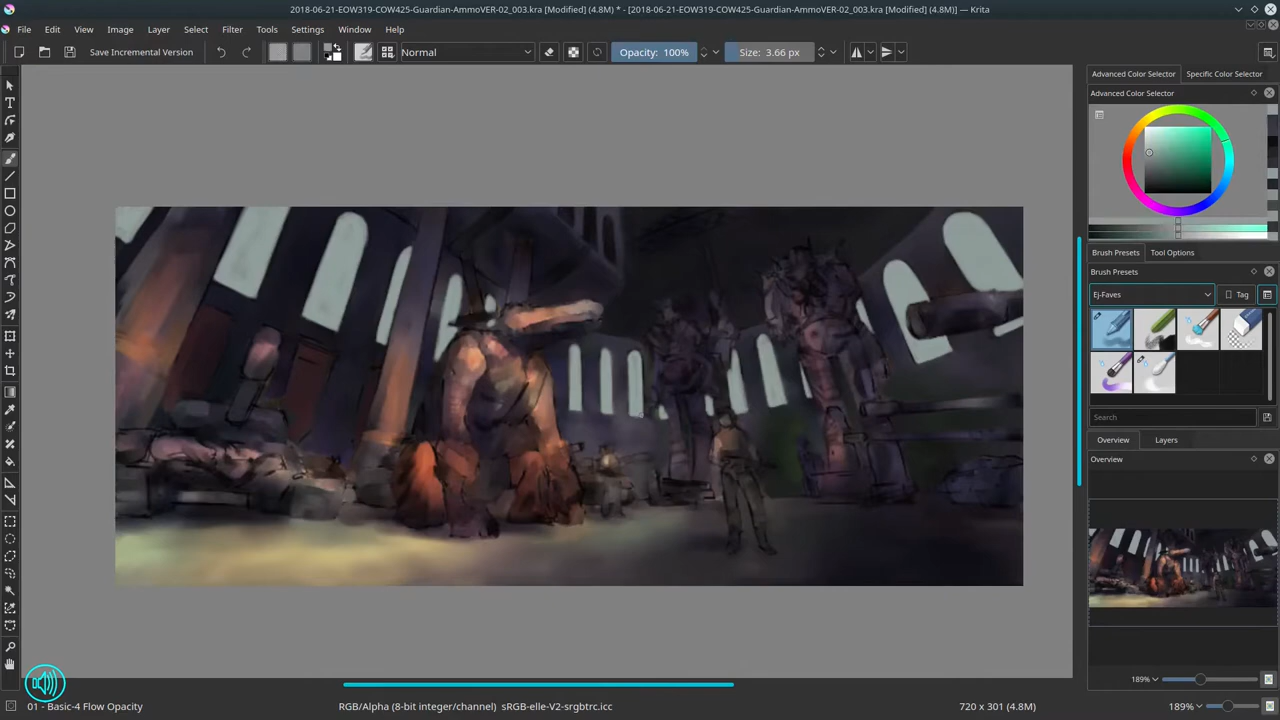 2018-06-21-EOW319-COW425-Guardian-AmmoVER-02_003.kra [Modified] (4.8M) * - [2018-06-21-EOW319-COW425-Guardian-AmmoVER-02_003.kra [Modified] (4.8M)] — Krita
File Edit View Image Layer Select Filter Tools Settings Window Help
Save Incremental Version Normal Opacity: 100% Size: 3.66 px
Advanced Color Selector Specific Color Selector
Advanced Color Selector
Brush Presets Tool Options
Brush Presets
Ej-Faves Tag
Search
Overview Layers
Overview
189%
01 - Basic-4 Flow Opacity RGB/Alpha (8-bit integer/channel) sRGB-elle-V2-srgbtrc.icc 720 x 301 (4.8M) 189%